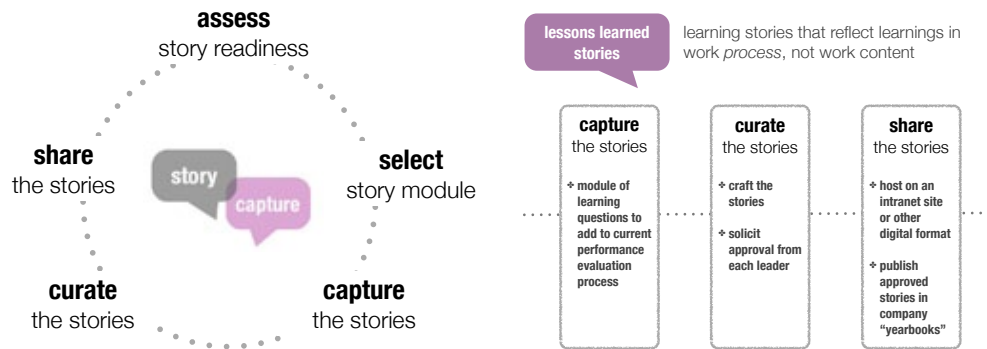 assess
story readiness
share
the stories
story
capture
select
story module
curate
the stories
capture
the stories
lessons learned
stories
learning stories that reflect learnings in
work process, not work content
capture
the stories
❖ module of
learning
questions to
add to current
performance
evaluation
process
curate
the stories
❖ craft the
stories
❖ solicit
approval from
each leader
share
the stories
❖ host on an
intranet site
or other
digital format
❖ publish
approved
stories in
company
“yearbooks”